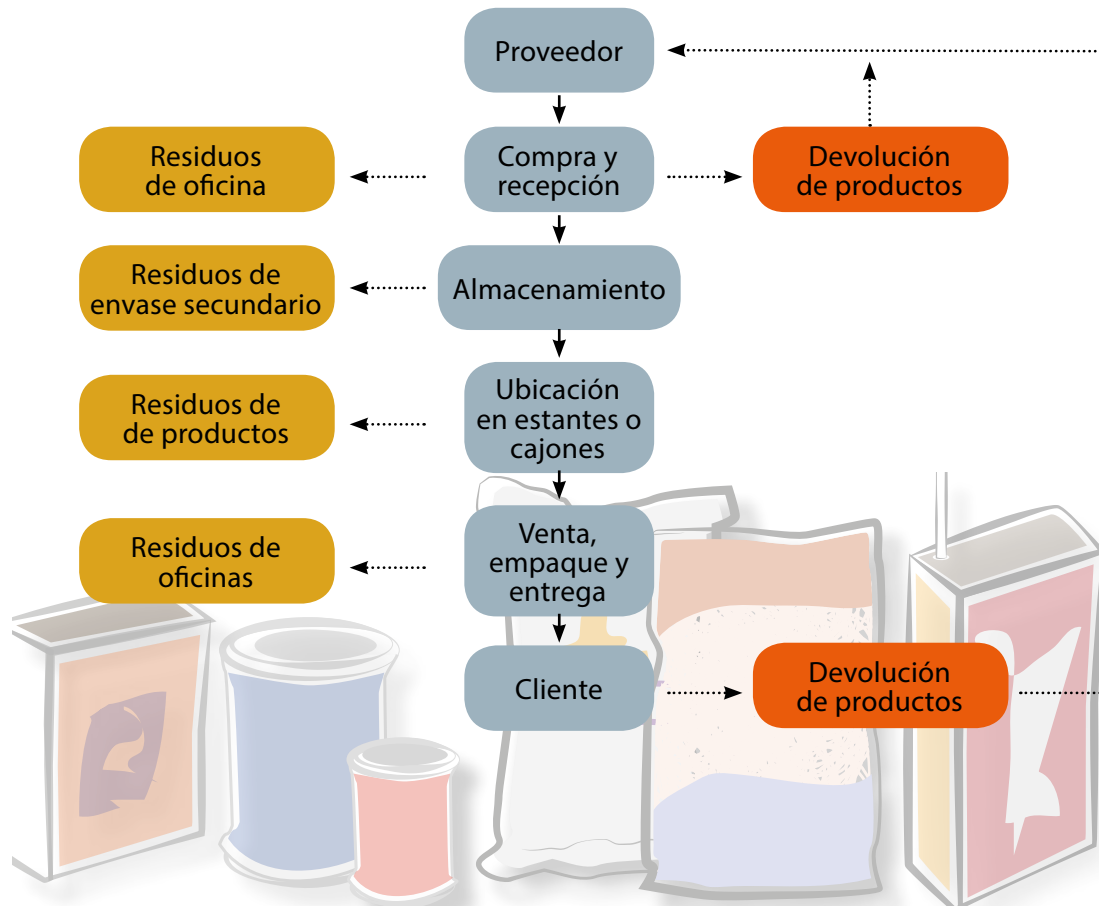 Proveedor
Residuos
de oficina
Compra y
recepción
Devolución
de productos
Residuos de
envase secundario
Almacenamiento
Residuos de
de productos
Ubicación
en estantes o
cajones
Residuos de
oficinas
Venta,
empaque y
entrega
Cliente
Devolución
de productos